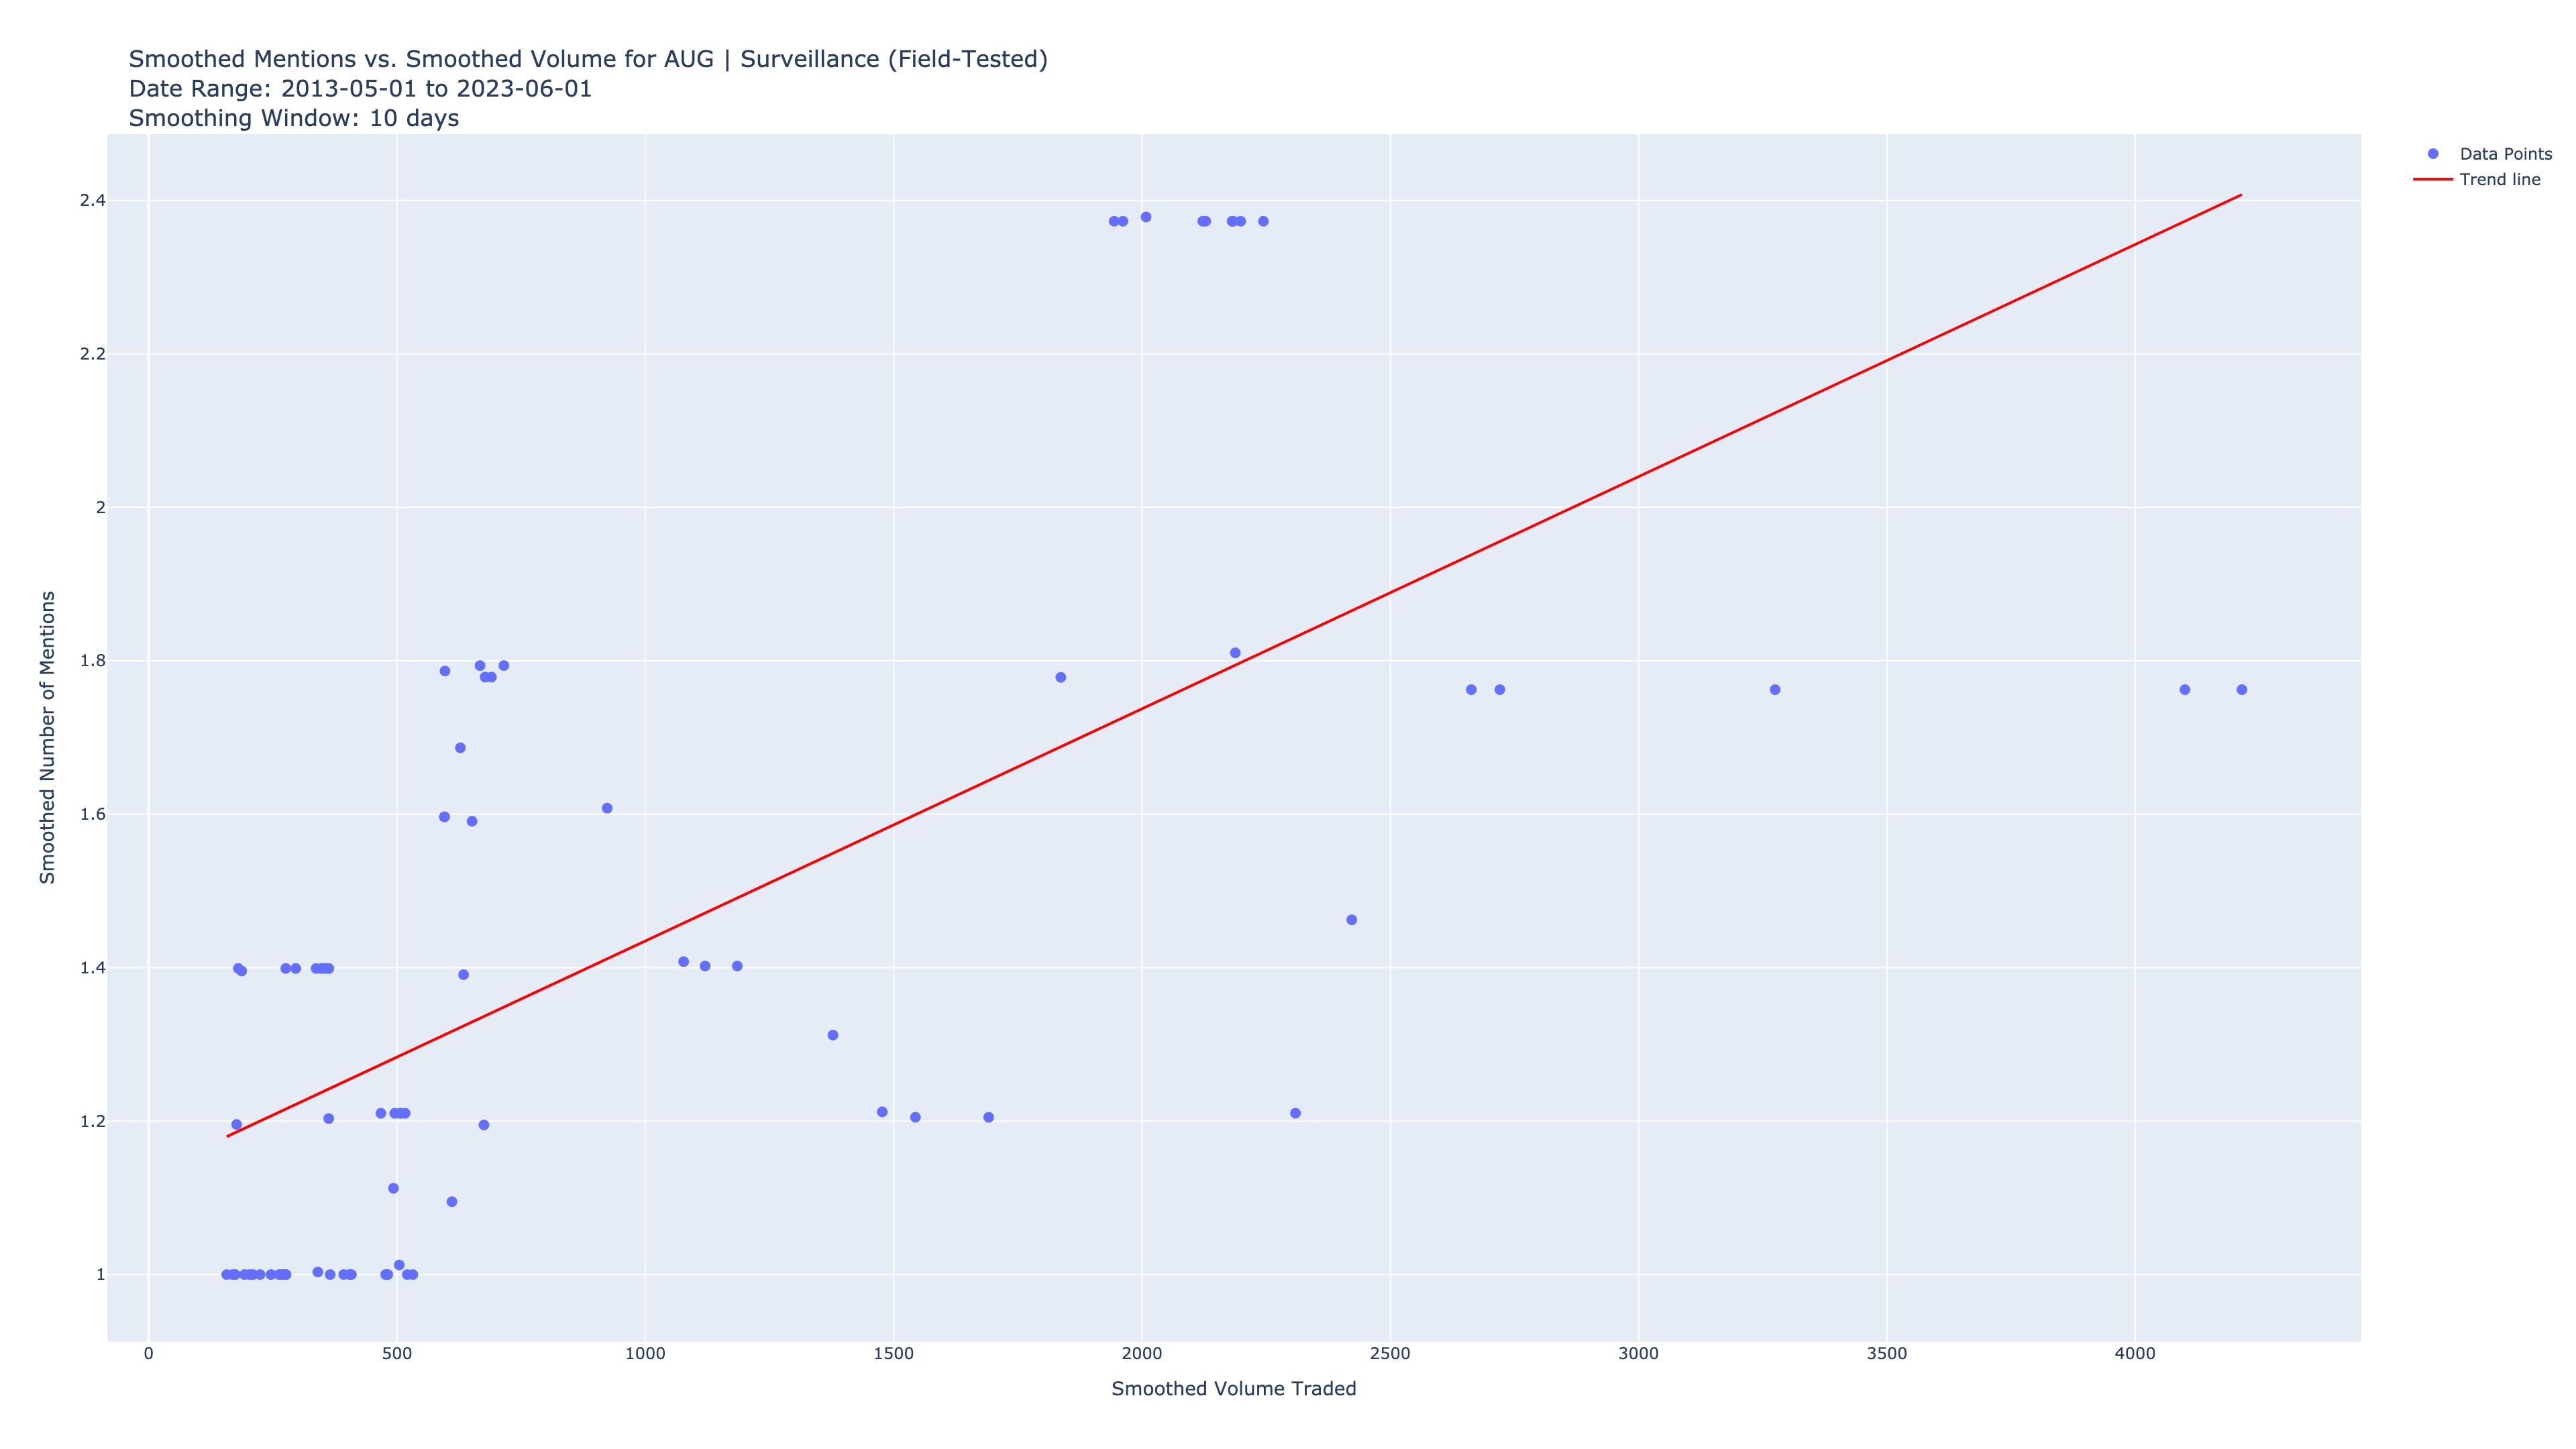 Smoothed Mentions vs. Smoothed Volume for AUG | Surveillance (Field-Tested)
Date Range: 2013-05-01 to 2023-06-01
Smoothing Window: 10 days
Data Points
Trend line
2.4
2.2
2
1.8
1.6
1.4
1.2
1
Smoothed Number of Mentions
0
500
1000
1500
2000
2500
3000
3500
4000
Smoothed Volume Traded